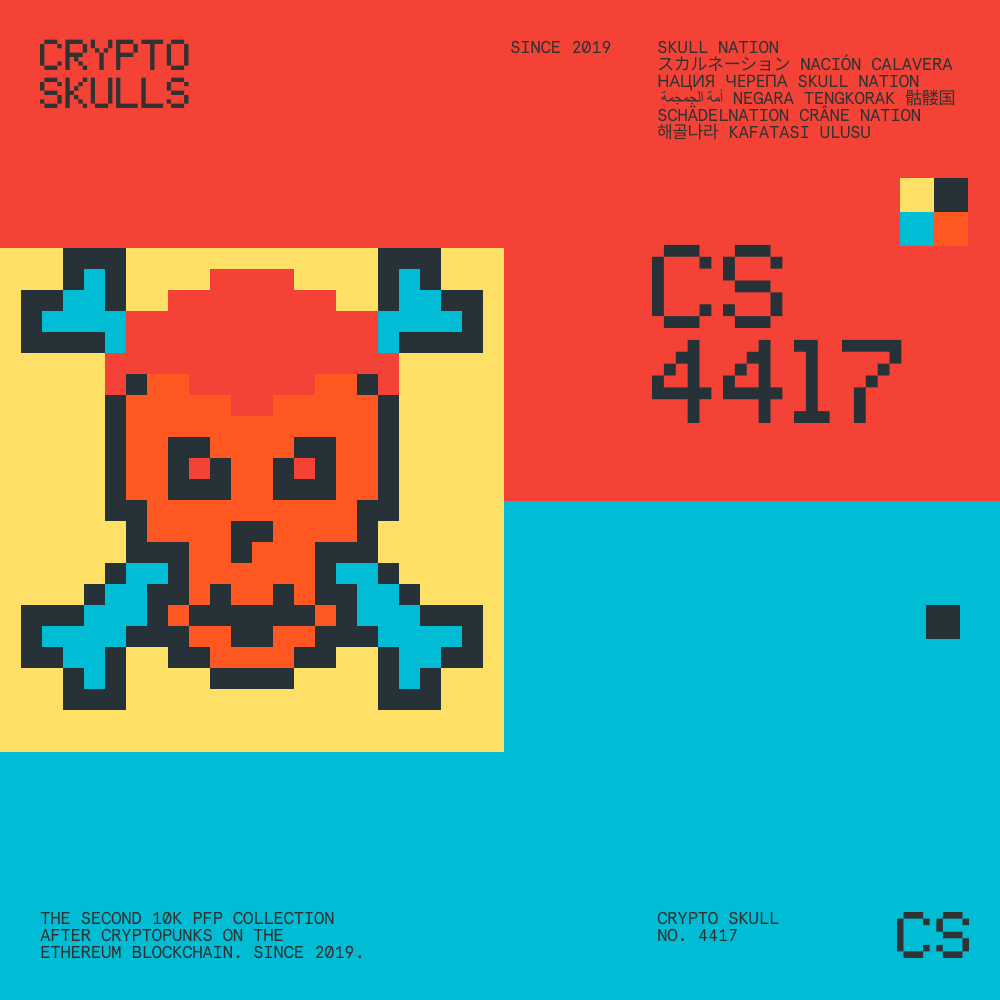 CRYPTO
SKULLS
SINCE 2019
SKULL NATION
スカルネーション NACIÓN CALAVERA
НАЦИЯ ЧЕРЕПА SKULL NATION
أمة الجمجمة NEGARA TENGKORAK 骷髅国
SCHÄDELNATION CRÂNE NATION
해골나라 KAFATASI ULUSU
CS
4417
THE SECOND 10K PFP COLLECTION
AFTER CRYPTOPUNKS ON THE
ETHEREUM BLOCKCHAIN. SINCE 2019.
CRYPTO SKULL
NO. 4417
CS